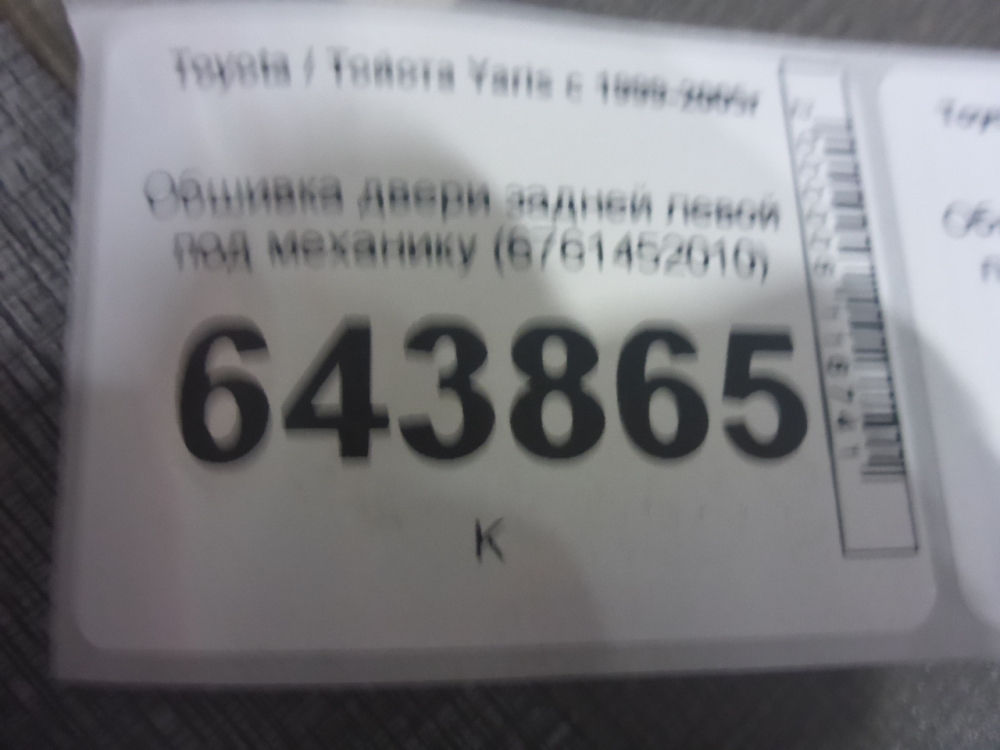 Toyota / Тойота Yaris с 1999-2005г
Обшивка двери задней левой
под механику (6761452010)
643865
K